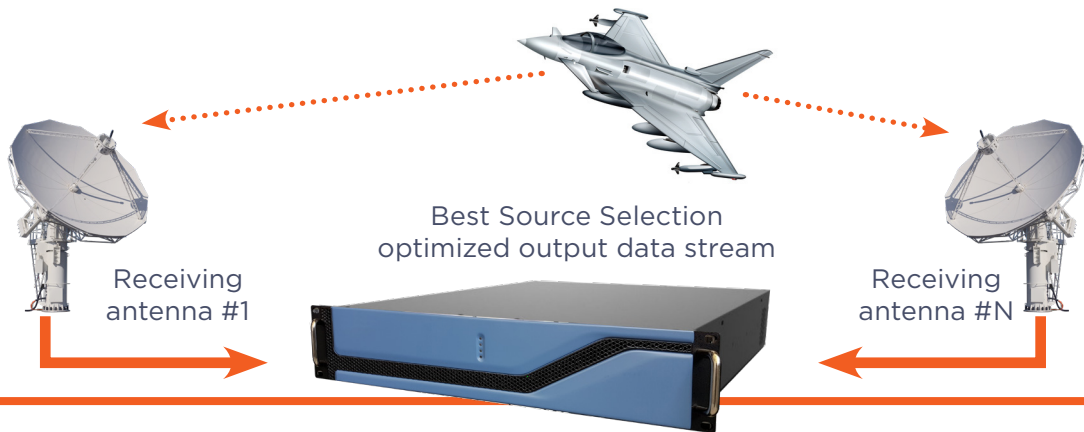 Best Source Selection
optimized output data stream
Receiving
antenna #1
Receiving
antenna #N